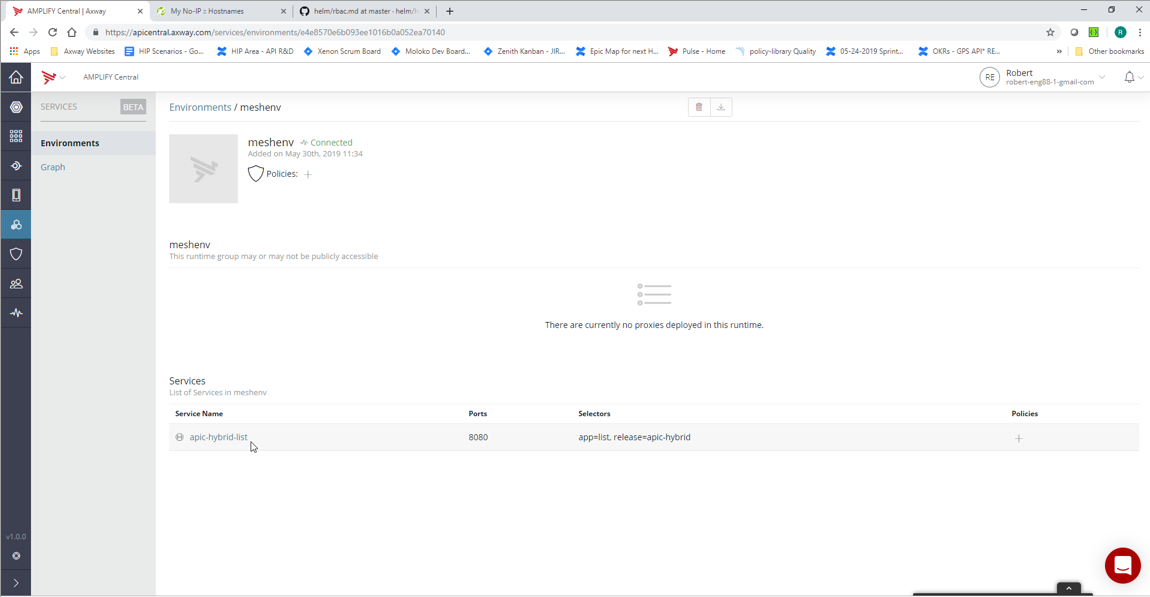 AMPLIFY Central | Axway
My No-IP :: Hostnames
helm/rbac.md at master · helm/h
https://apicentral.axway.com/services/environments/e4e8570e6b093ee1016b0a052ea70140
Apps
Axway Websites
HIP Scenarios - Go...
HIP Area - API R&D
Xenon Scrum Board
Moloko Dev Board...
Zenith Kanban - JIR...
Epic Map for next H...
Pulse - Home
policy-library Quality
05-24-2019 Sprint...
OKRs - GPS API* RE...
»
Other bookmarks
AMPLIFY Central
RE
Robert
robert-eng88-1-gmail-com
SERVICES
BETA
Environments
Graph
Environments / meshenv
meshenv
Connected
Added on May 30th, 2019 11:34
Policies:
meshenv
This runtime group may or may not be publicly accessible
There are currently no proxies deployed in this runtime.
Services
List of Services in meshenv
Service Name Ports Selectors Policies
apic-hybrid-list 8080 app=list, release=apic-hybrid
v1.0.0